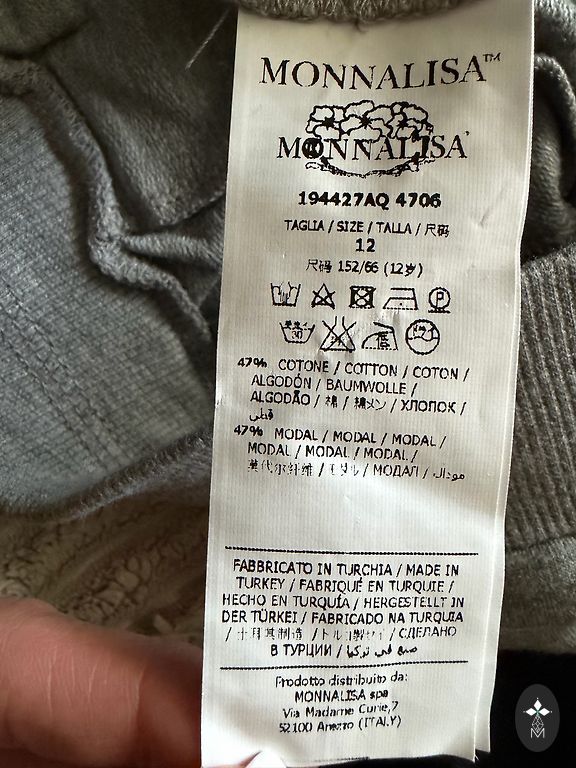 MONNALISA™
MONNALISA
194427AQ 4706
TAGLIA / SIZE / TALLA / 尺码
12
尺码 152/66 (12岁)
47% COTONE / COTTON / COTON /
ALGODÓN / BAUMWOLLE /
ALGODÃO / 棉 / 綿メン / ХЛОПОК /
قطن
47% MODAL / MODAL / MODAL /
MODAL / MODAL / MODAL /
莫代尔纤维 / モダル / МОДАЛ / مودال
FABBRICATO IN TURCHIA / MADE IN
TURKEY / FABRIQUÉ EN TURQUIE /
HECHO EN TURQUÍA / HERGESTELLT IN
DER TÜRKEI / FABRICADO NA TURQUIA
/ 土耳其制造 / トルコ製 / СДЕЛАНО
В ТУРЦИИ / صنع في تركيا
Prodotto distribuito da:
MONNALISA spa
Via Madame Curie,7
52100 Arezzo (ITALY)
M